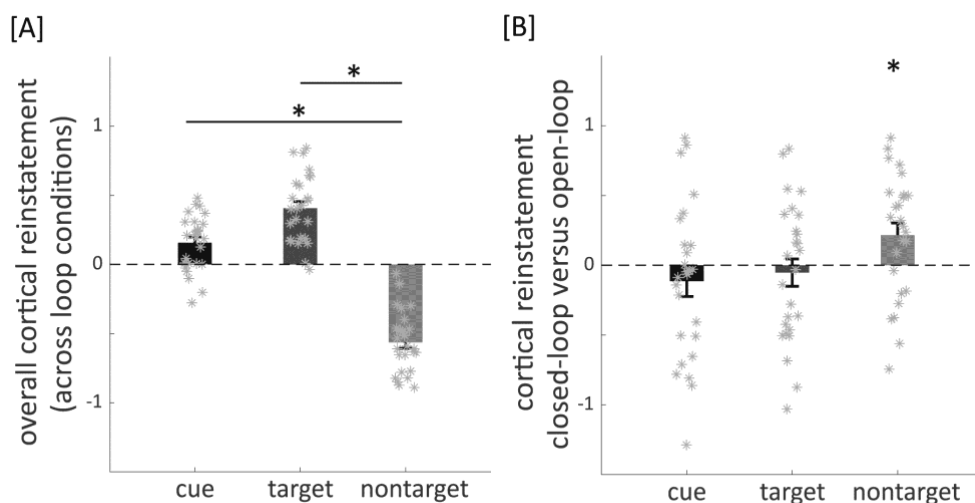 [A]
overall cortical reinstatement
(across loop conditions)
1
0
-1
*
*
cue target nontarget
[B]
cortical reinstatement
closed-loop versus open-loop
1
0
-1
*
cue target nontarget